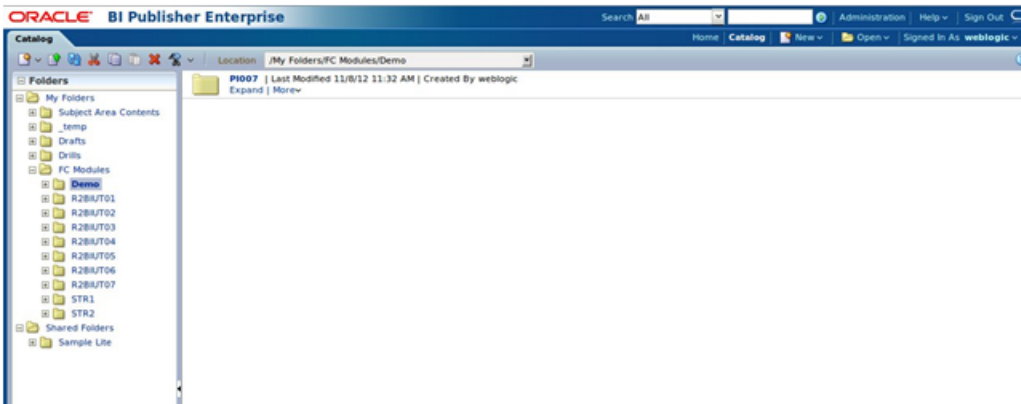 ORACLE BI Publisher Enterprise
Search All
Administration Help Sign Out
Catalog
Home Catalog New Open Signed In As weblogic
Location /My Folders/FC Modules/Demo
Folders
PI007 | Last Modified 11/8/12 11:32 AM | Created By weblogic
Expand | More
My Folders
Subject Area Contents
_temp
Drafts
Drills
FC Modules
Demo
R2BIUT01
R2BIUT02
R2BIUT03
R2BIUT04
R2BIUT05
R2BIUT06
R2BIUT07
STR1
STR2
Shared Folders
Sample Lite